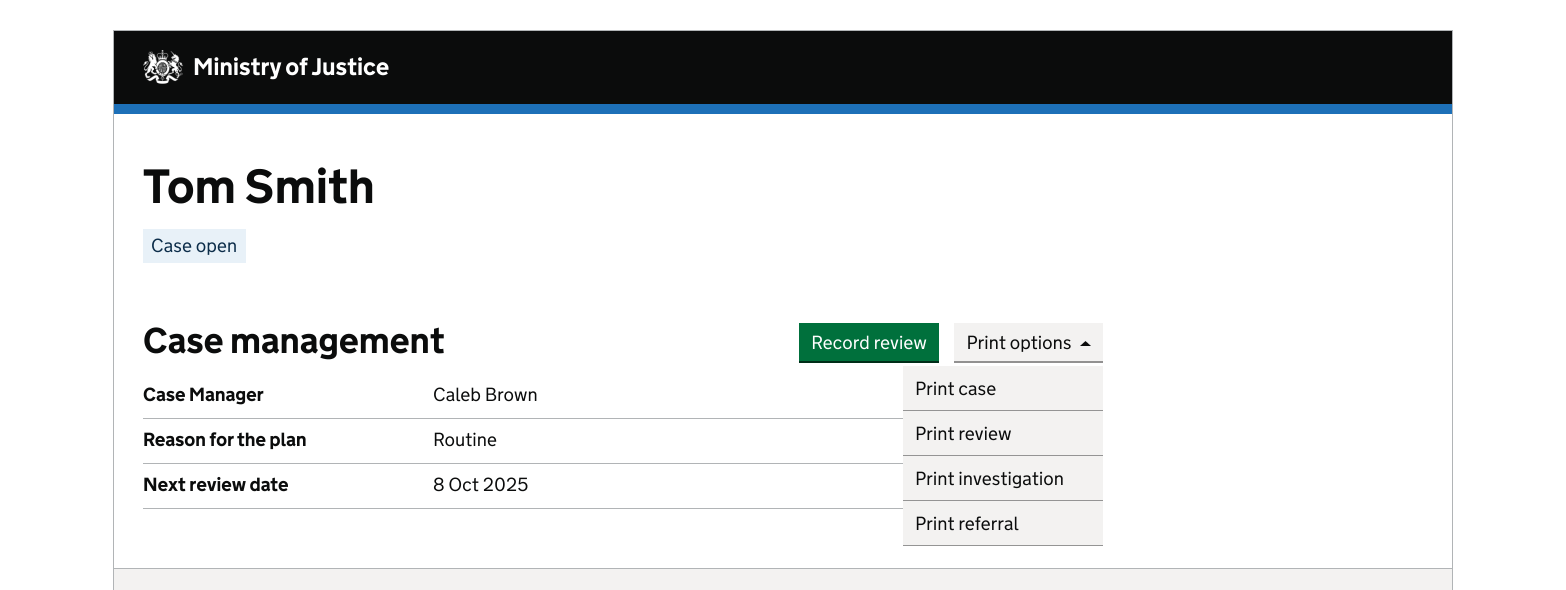 Ministry of Justice
Tom Smith
Case open
Case management
Record review
Print options
Case Manager Caleb Brown
Reason for the plan Routine
Next review date 8 Oct 2025
Print case
Print review
Print investigation
Print referral